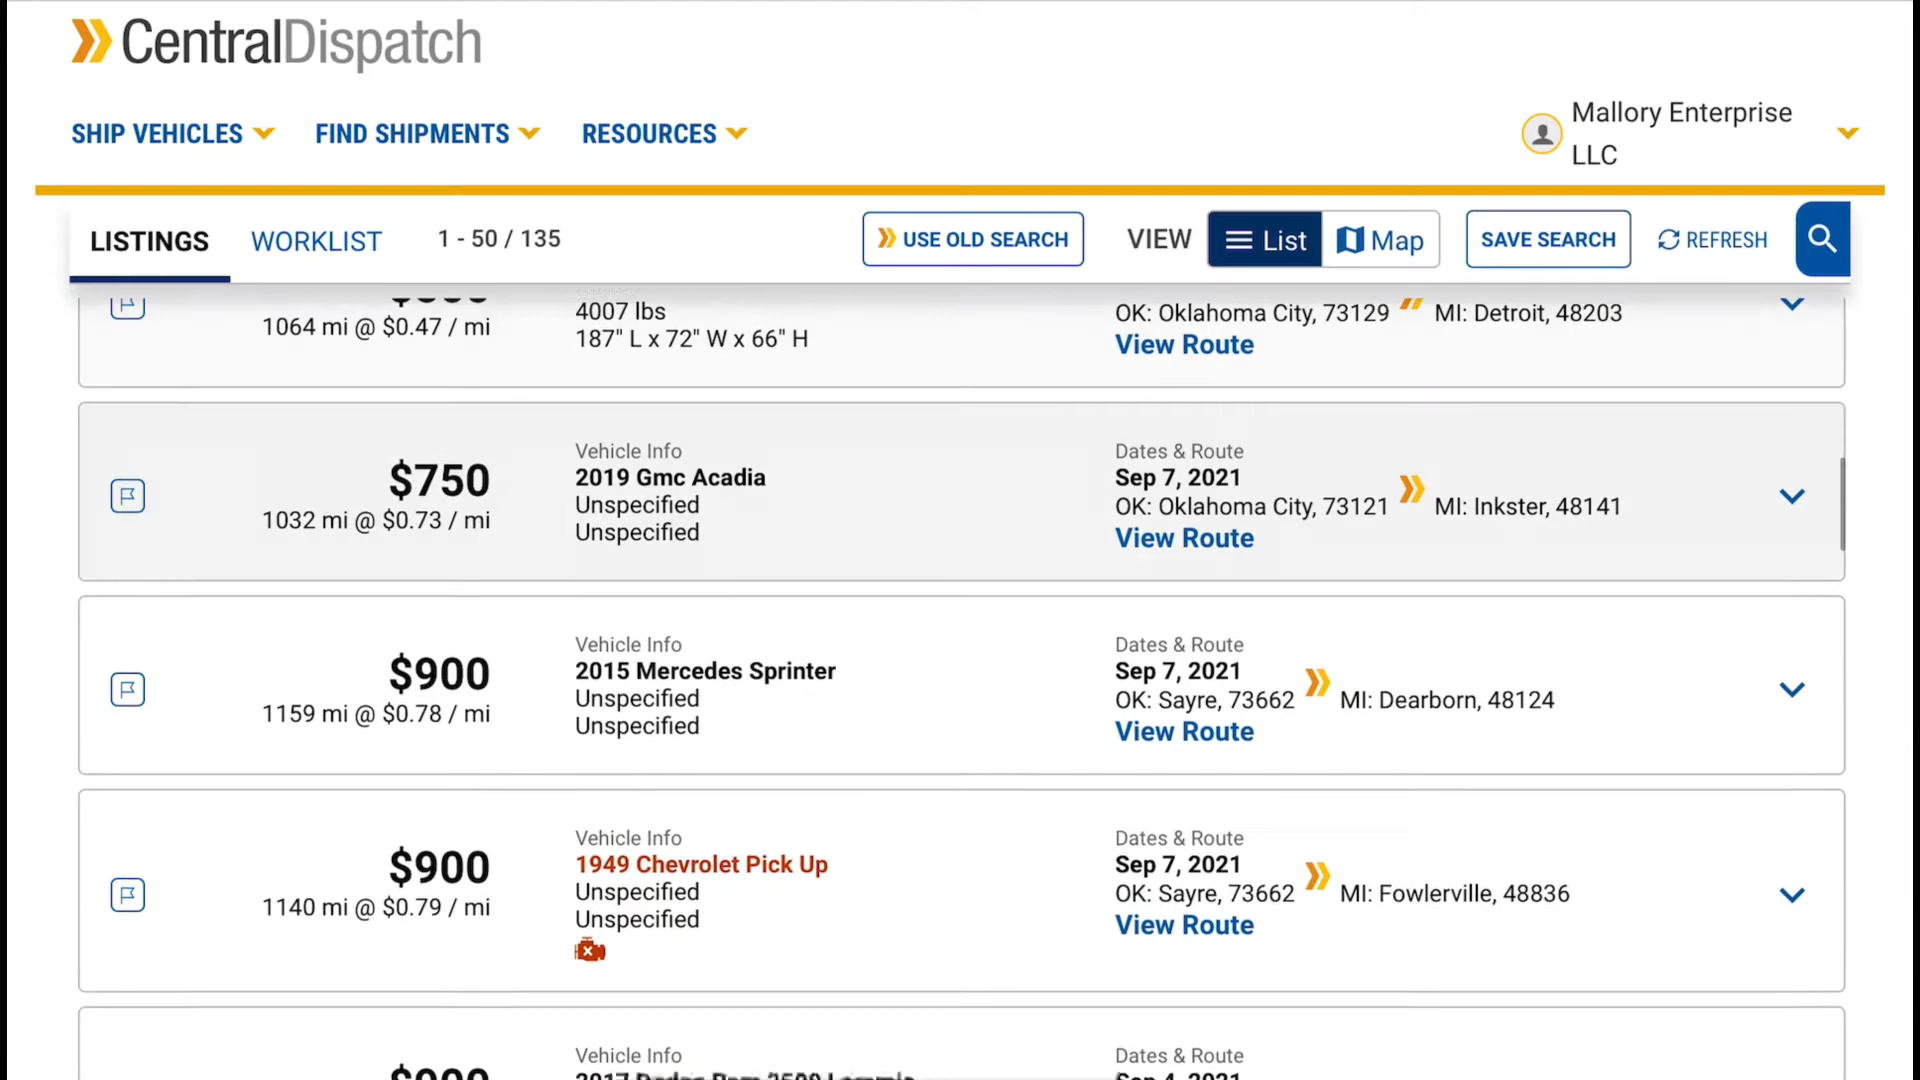 CentralDispatch
SHIP VEHICLES
FIND SHIPMENTS
RESOURCES
Mallory Enterprise
LLC
LISTINGS
WORKLIST
1 - 50 / 135
USE OLD SEARCH
VIEW
List
Map
SAVE SEARCH
REFRESH
1064 mi @ $0.47 / mi
4007 lbs
187" L x 72" W x 66" H
OK: Oklahoma City, 73129
MI: Detroit, 48203
View Route
$750
1032 mi @ $0.73 / mi
Vehicle Info
2019 Gmc Acadia
Unspecified
Unspecified
Dates & Route
Sep 7, 2021
OK: Oklahoma City, 73121
MI: Inkster, 48141
View Route
$900
1159 mi @ $0.78 / mi
Vehicle Info
2015 Mercedes Sprinter
Unspecified
Unspecified
Dates & Route
Sep 7, 2021
OK: Sayre, 73662
MI: Dearborn, 48124
View Route
$900
1140 mi @ $0.79 / mi
Vehicle Info
1949 Chevrolet Pick Up
Unspecified
Unspecified
Dates & Route
Sep 7, 2021
OK: Sayre, 73662
MI: Fowlerville, 48836
View Route
Vehicle Info
Dates & Route
Sep 4, 2021